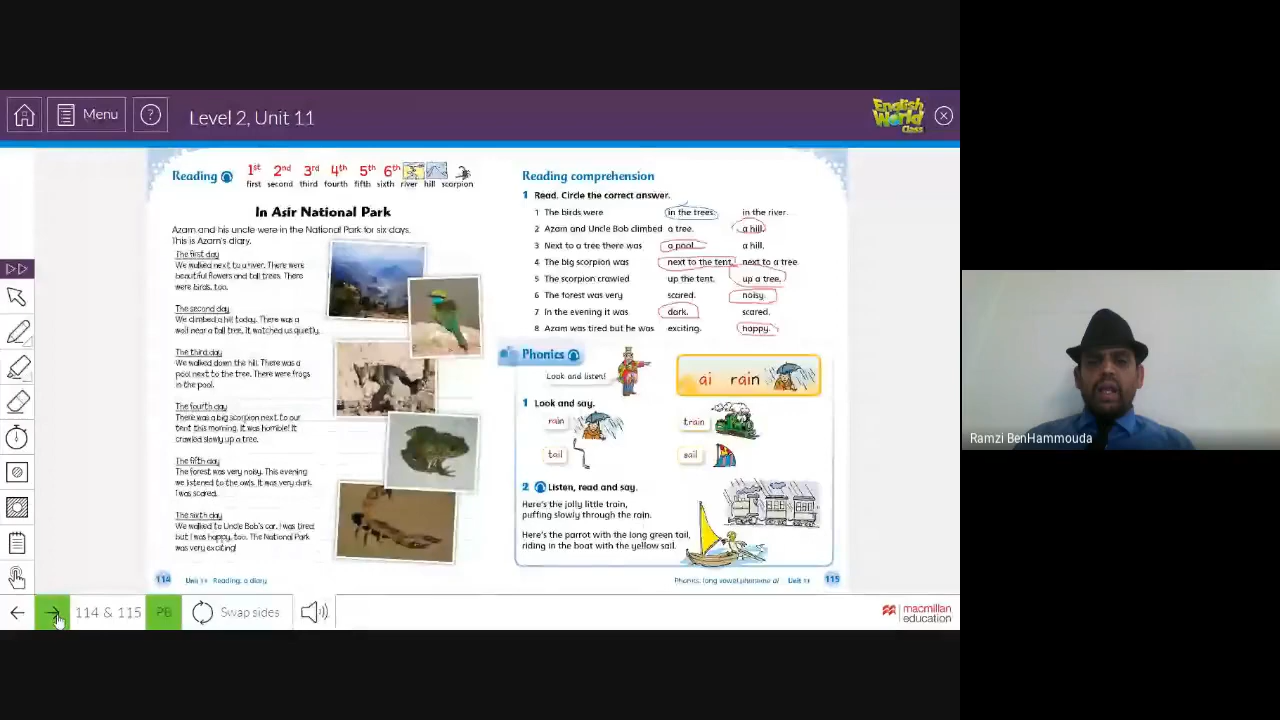 Menu
?
Level 2, Unit 11
English
World
Class
Reading
1st 2nd 3rd 4th 5th 6th
first second third fourth fifth sixth river hill scorpion
In Asir National Park
Azam and his uncle were in the National Park for six days.
This is Azam's diary.
The first day
We walked next to a river. There were
beautiful flowers and tall trees. There
were birds, too.
The second day
We climbed a hill today. There was a
wolf near a tall tree. It watched us quietly.
The third day
We walked down the hill. There was a
pool next to the tree. There were frogs
in the pool.
The fourth day
There was a big scorpion next to our
tent this morning. It was horrible! It
crawled slowly up a tree.
The fifth day
The forest was very noisy. This evening
we listened to the owls. It was very dark.
I was scared.
The sixth day
We walked to Uncle Bob's car. I was tired
but I was happy, too. The National Park
was very exciting!
114 Unit 11 Reading: a diary
Reading comprehension
1 Read. Circle the correct answer.
1 The birds were in the trees. in the river.
2 Azam and Uncle Bob climbed a tree. a hill.
3 Next to a tree there was a pool. a hill.
4 The big scorpion was next to the tent. next to a tree.
5 The scorpion crawled up the tent. up a tree.
6 The forest was very scared. noisy.
7 In the evening it was dark. scared.
8 Azam was tired but he was exciting. happy.
Phonics
Look and listen!
ai rain
1 Look and say.
rain train
tail sail
2 Listen, read and say.
Here's the jolly little train,
puffing slowly through the rain.
Here's the parrot with the long green tail,
riding in the boat with the yellow sail.
Phonics: long vowel phoneme ai Unit 11 115
114 & 115 PB Swap sides
macmillan
education
Ramzi BenHammouda